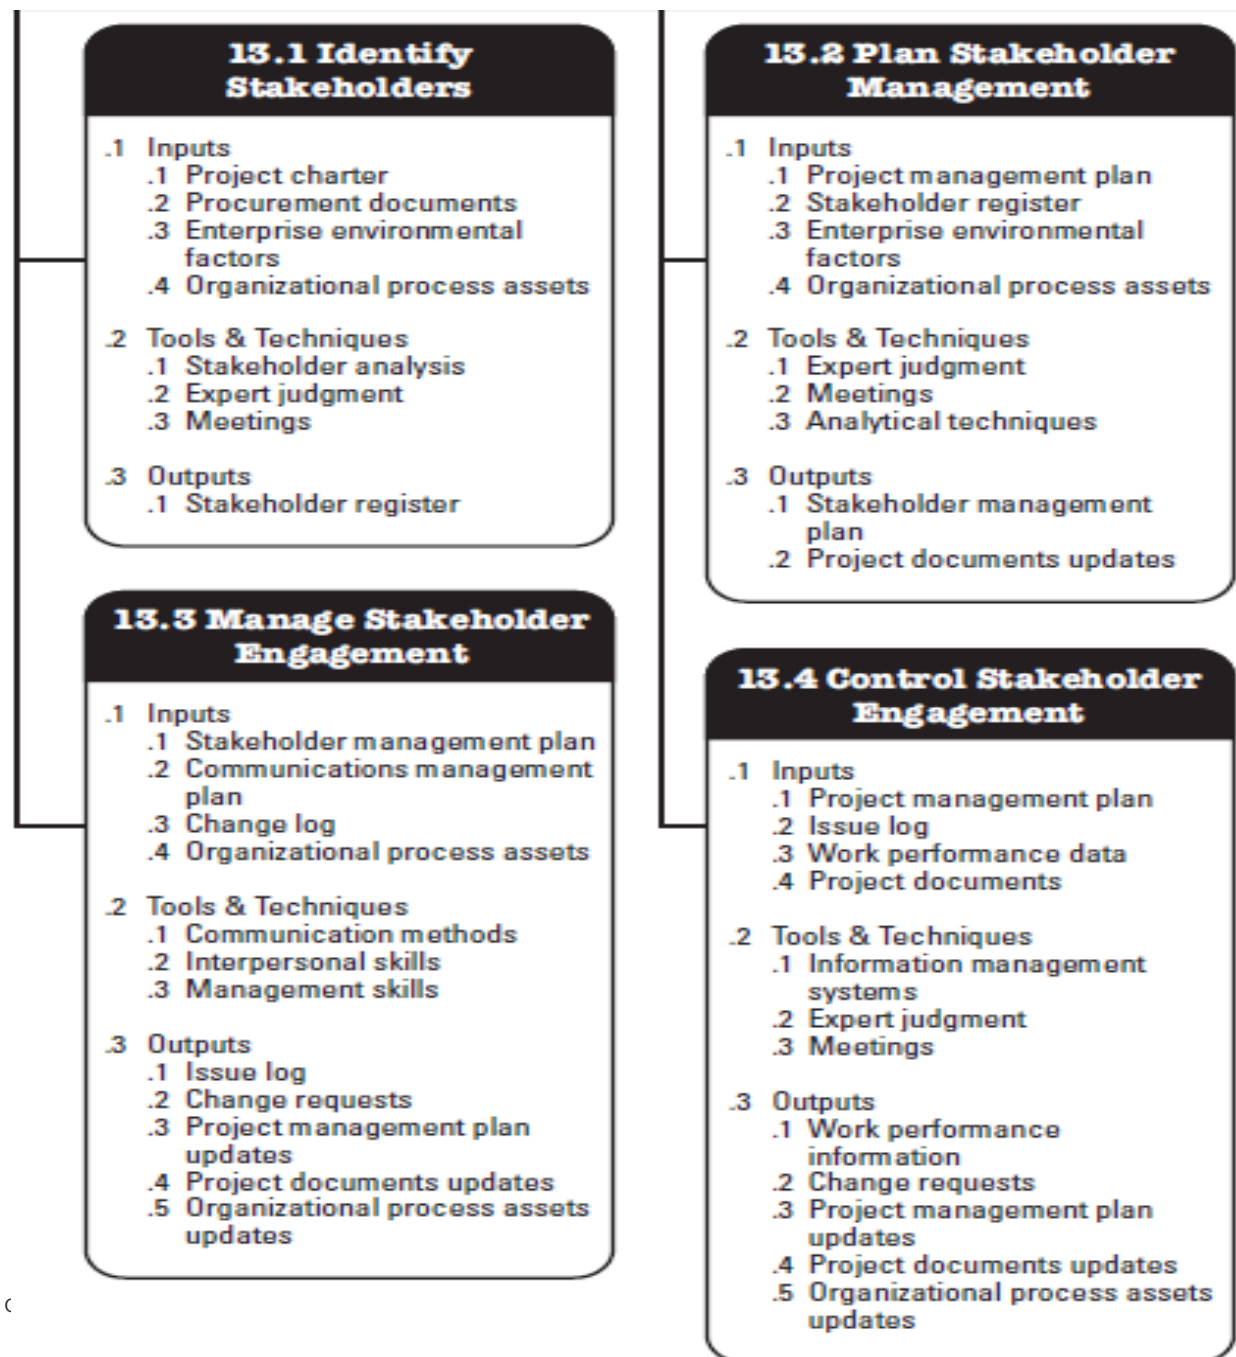 13.1 Identify
Stakeholders
.1 Inputs
.1 Project charter
.2 Procurement documents
.3 Enterprise environmental
factors
.4 Organizational process assets
.2 Tools & Techniques
.1 Stakeholder analysis
.2 Expert judgment
.3 Meetings
.3 Outputs
.1 Stakeholder register
13.2 Plan Stakeholder
Management
.1 Inputs
.1 Project management plan
.2 Stakeholder register
.3 Enterprise environmental
factors
.4 Organizational process assets
.2 Tools & Techniques
.1 Expert judgment
.2 Meetings
.3 Analytical techniques
.3 Outputs
.1 Stakeholder management
plan
.2 Project documents updates
13.3 Manage Stakeholder
Engagement
.1 Inputs
.1 Stakeholder management plan
.2 Communications management
plan
.3 Change log
.4 Organizational process assets
.2 Tools & Techniques
.1 Communication methods
.2 Interpersonal skills
.3 Management skills
.3 Outputs
.1 Issue log
.2 Change requests
.3 Project management plan
updates
.4 Project documents updates
.5 Organizational process assets
updates
13.4 Control Stakeholder
Engagement
.1 Inputs
.1 Project management plan
.2 Issue log
.3 Work performance data
.4 Project documents
.2 Tools & Techniques
.1 Information management
systems
.2 Expert judgment
.3 Meetings
.3 Outputs
.1 Work performance
information
.2 Change requests
.3 Project management plan
updates
.4 Project documents updates
.5 Organizational process assets
updates